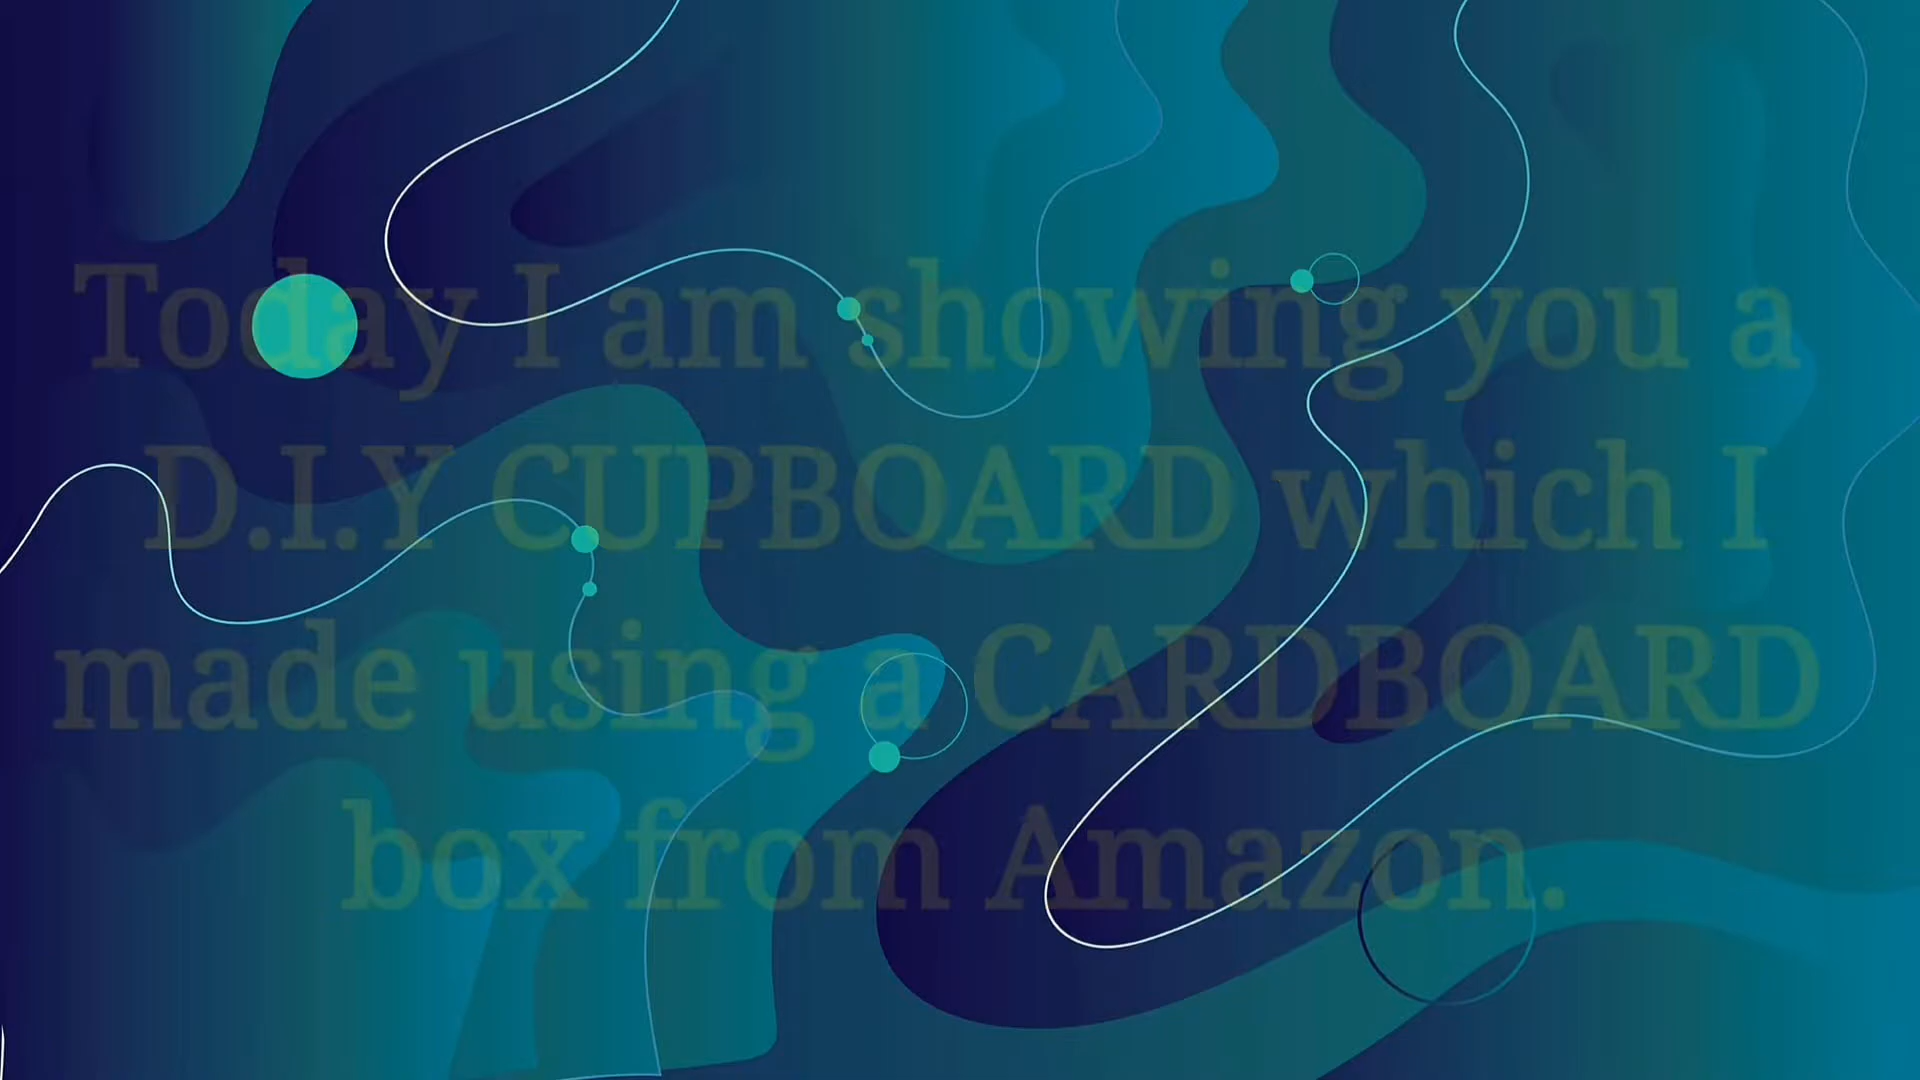 Today I am showing you a
D.I.Y CUPBOARD which I
made using a CARDBOARD
box from Amazon.